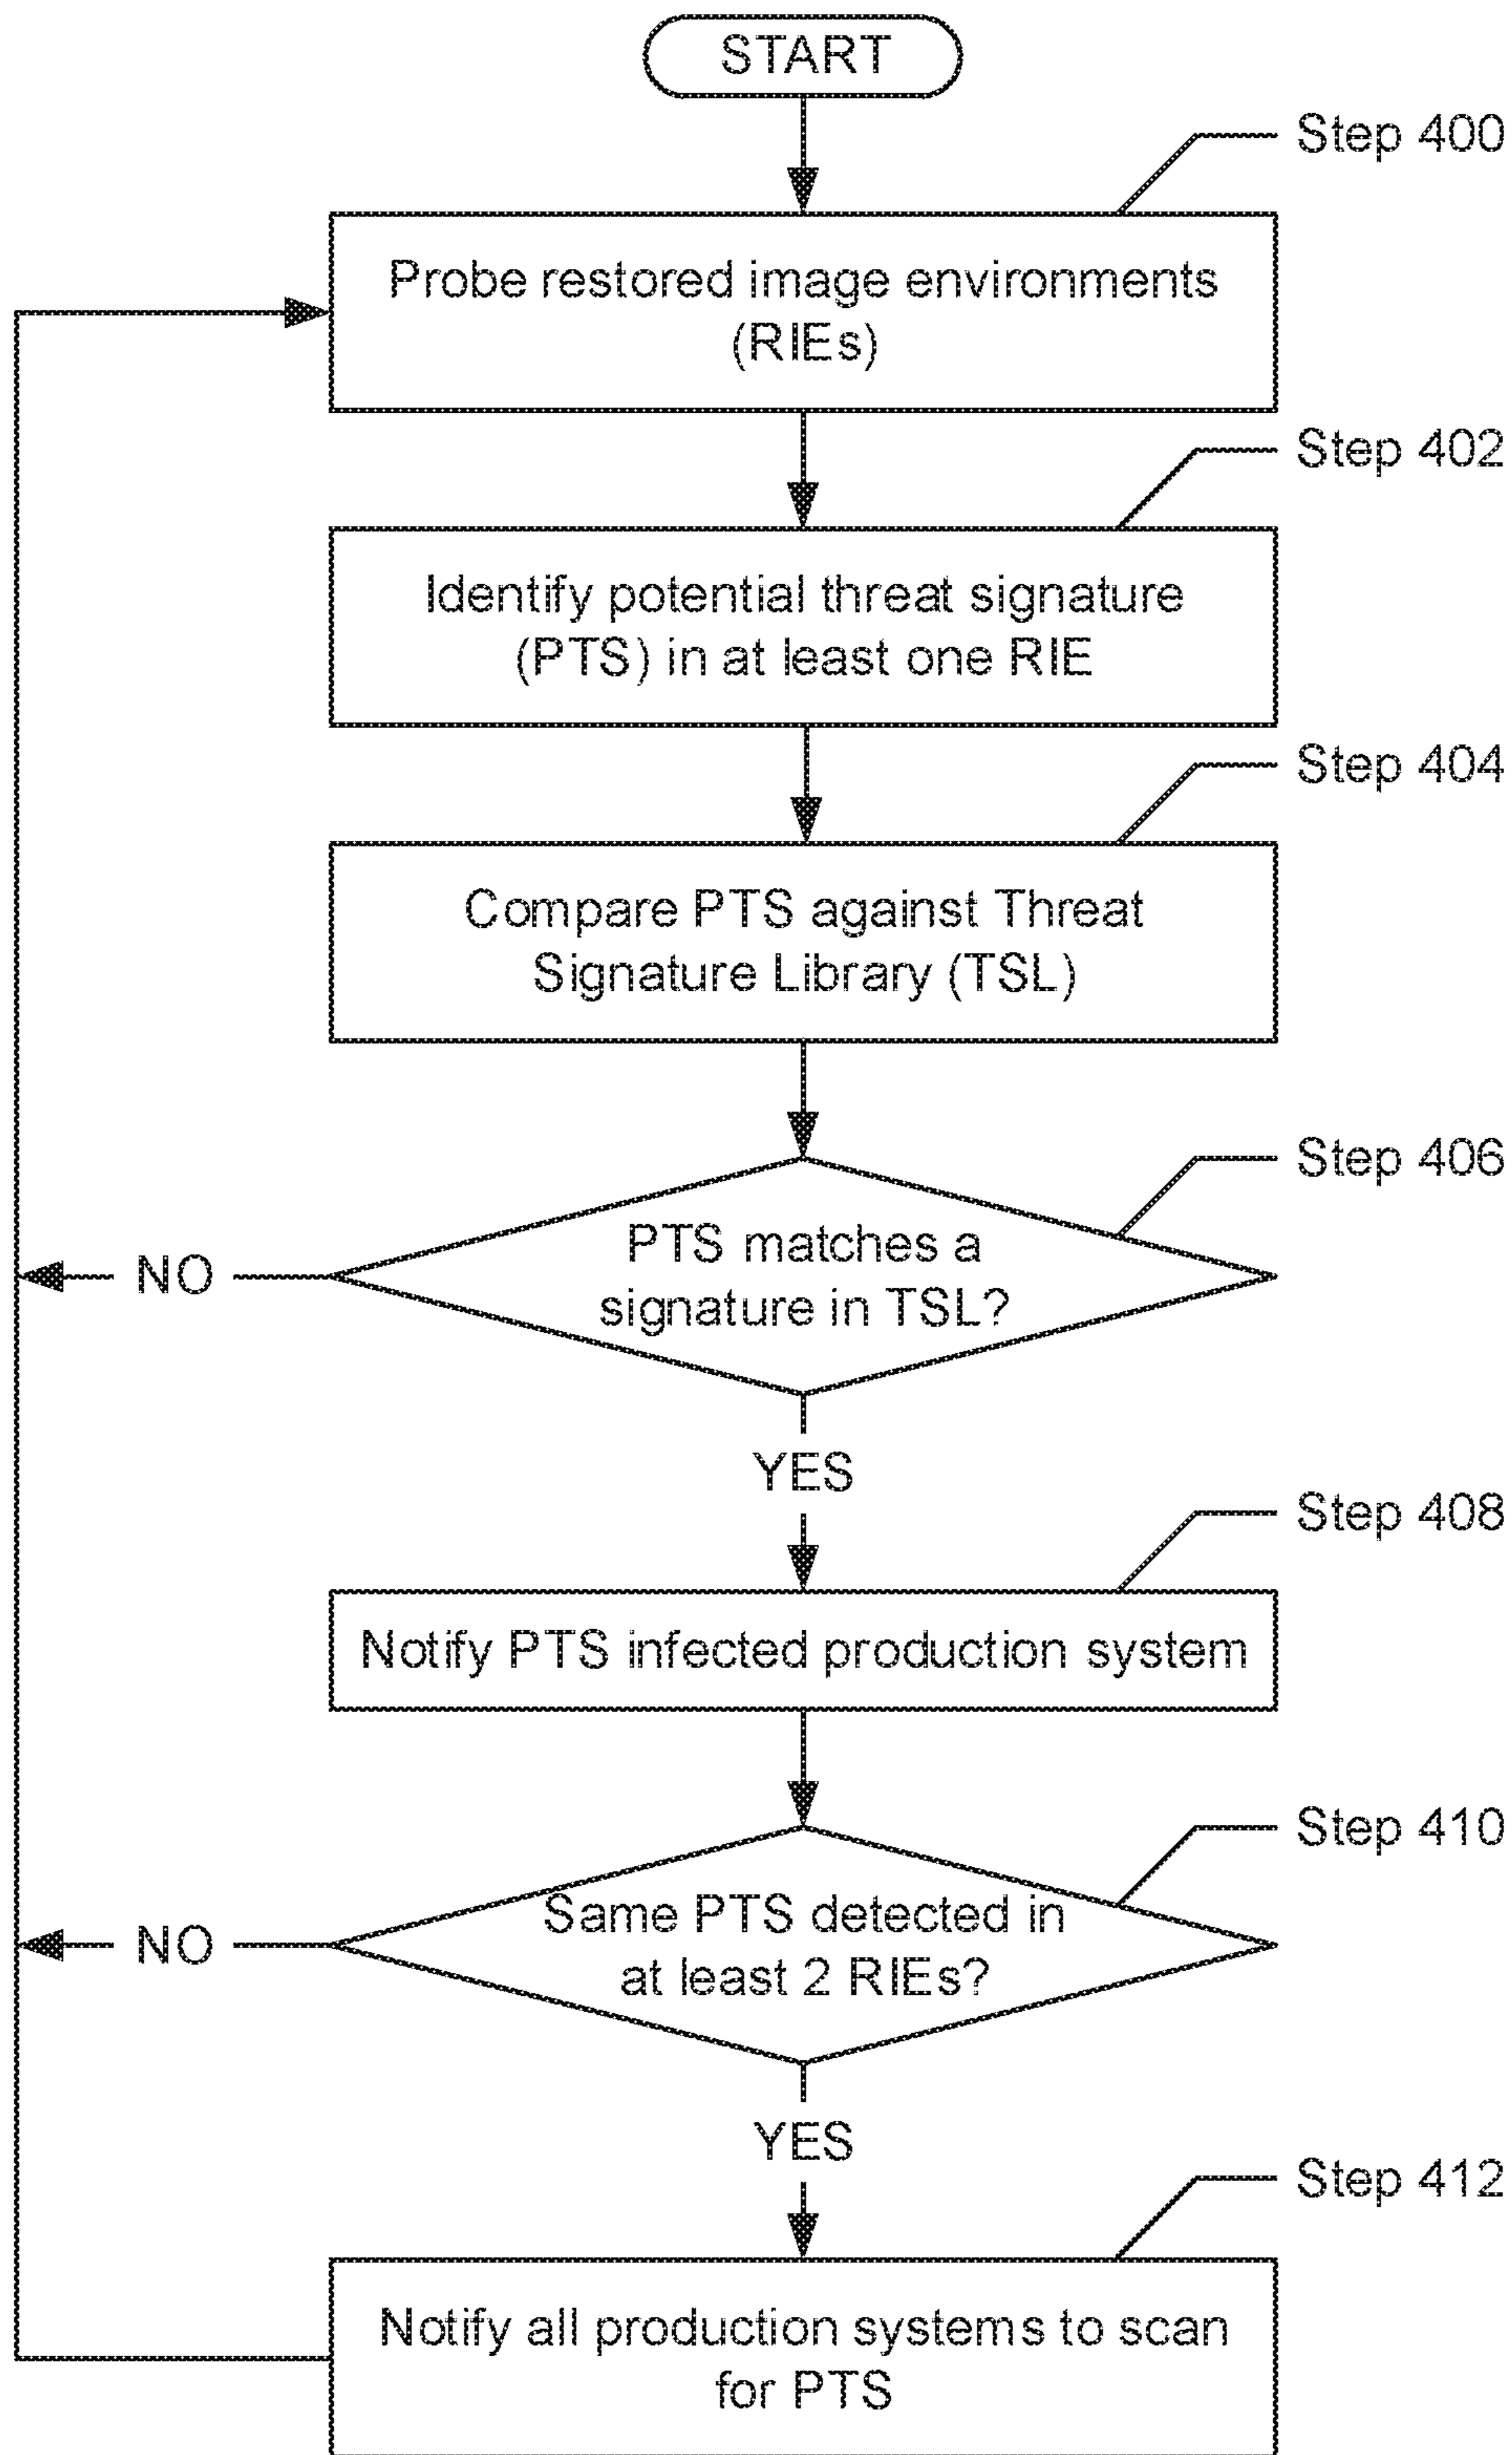 START
Step 400
Probe restored image environments
(RIEs)
Step 402
Identify potential threat signature
(PTS) in at least one RIE
Step 404
Compare PTS against Threat
Signature Library (TSL)
Step 406
PTS matches a
signature in TSL?
NO
YES
Step 408
Notify PTS infected production system
Step 410
Same PTS detected in
at least 2 RIEs?
NO
YES
Step 412
Notify all production systems to scan
for PTS